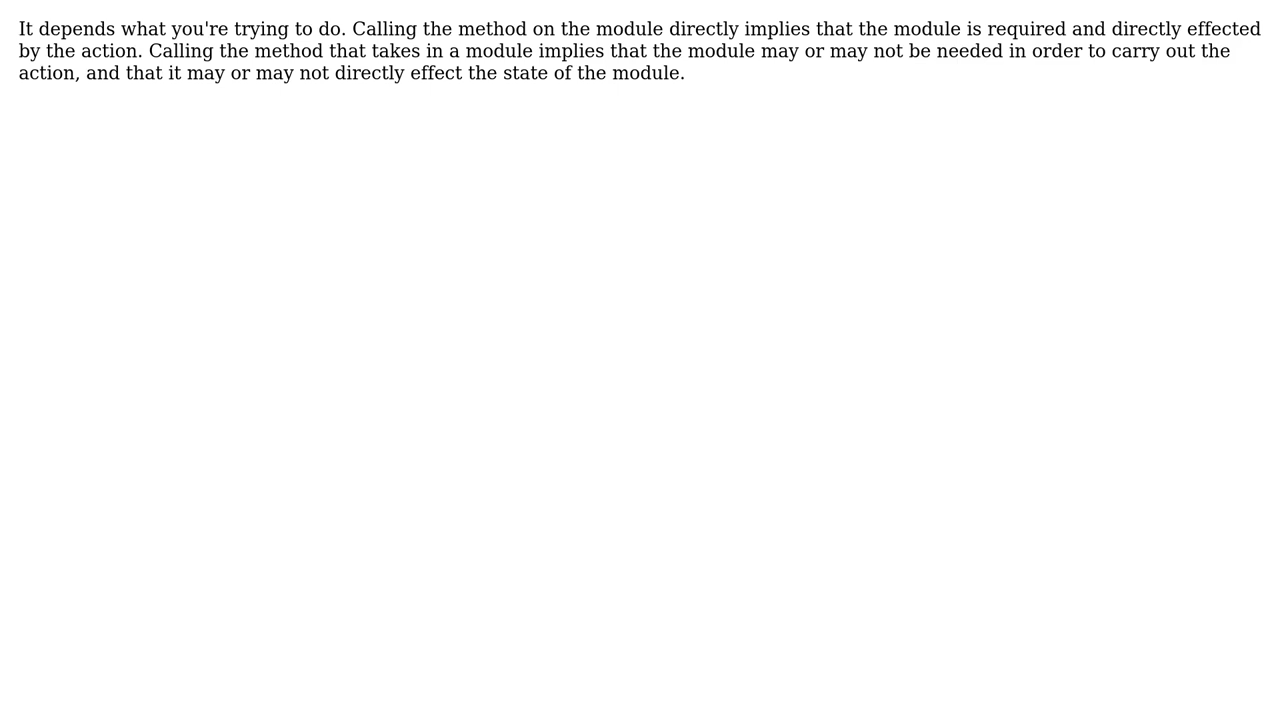 It depends what you're trying to do. Calling the method on the module directly implies that the module is required and directly effected
by the action. Calling the method that takes in a module implies that the module may or may not be needed in order to carry out the
action, and that it may or may not directly effect the state of the module.